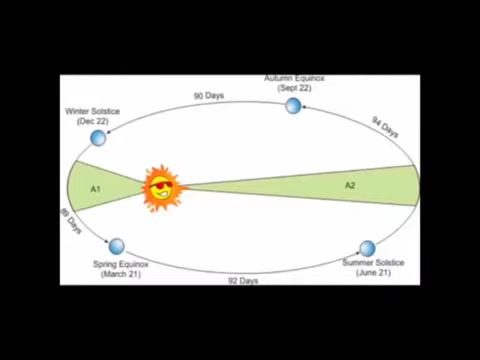 Autumn Equinox
(Sept 22)
90 Days
Winter Solstice
(Dec 22)
94 Days
A1
A2
89 Days
Spring Equinox
(March 21)
Summer Solstice
(June 21)
92 Days